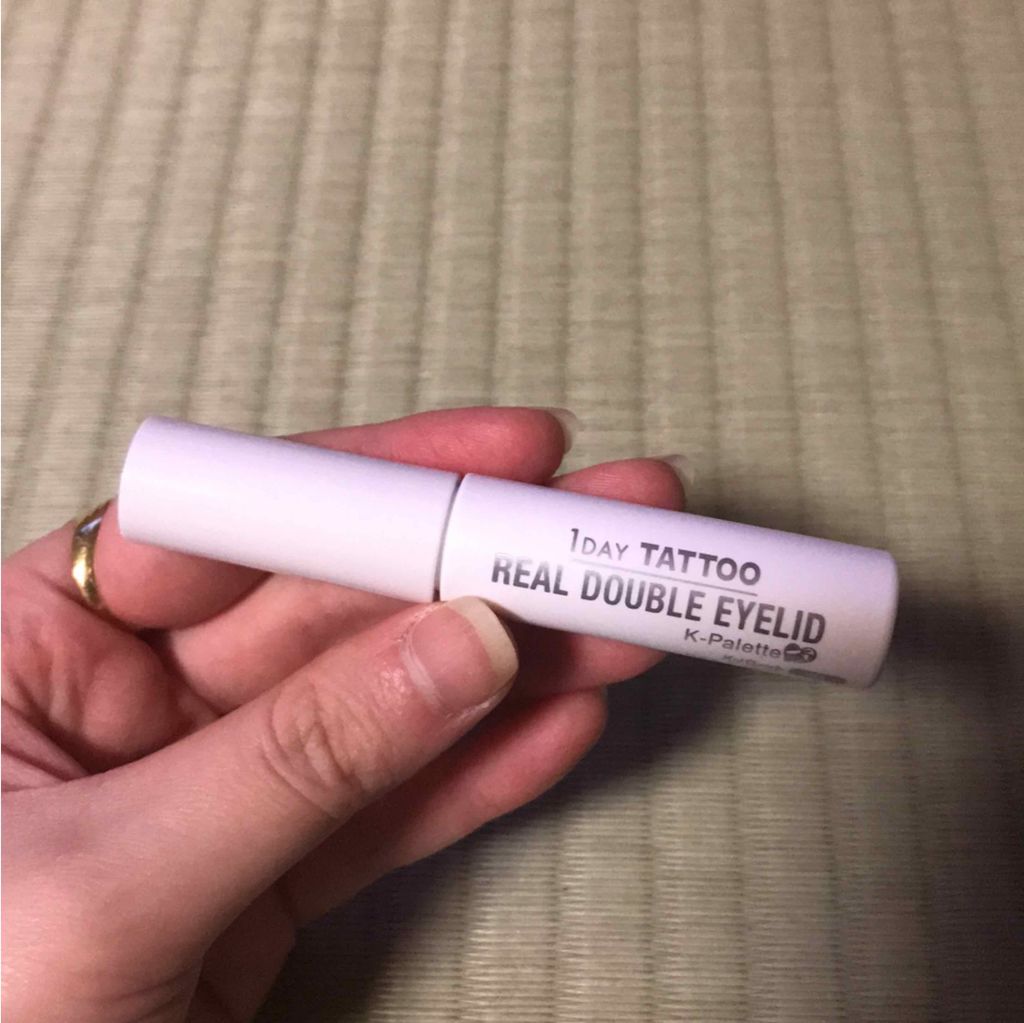 1DAY TATTOO
REAL DOUBLE EYELID
K-Palette